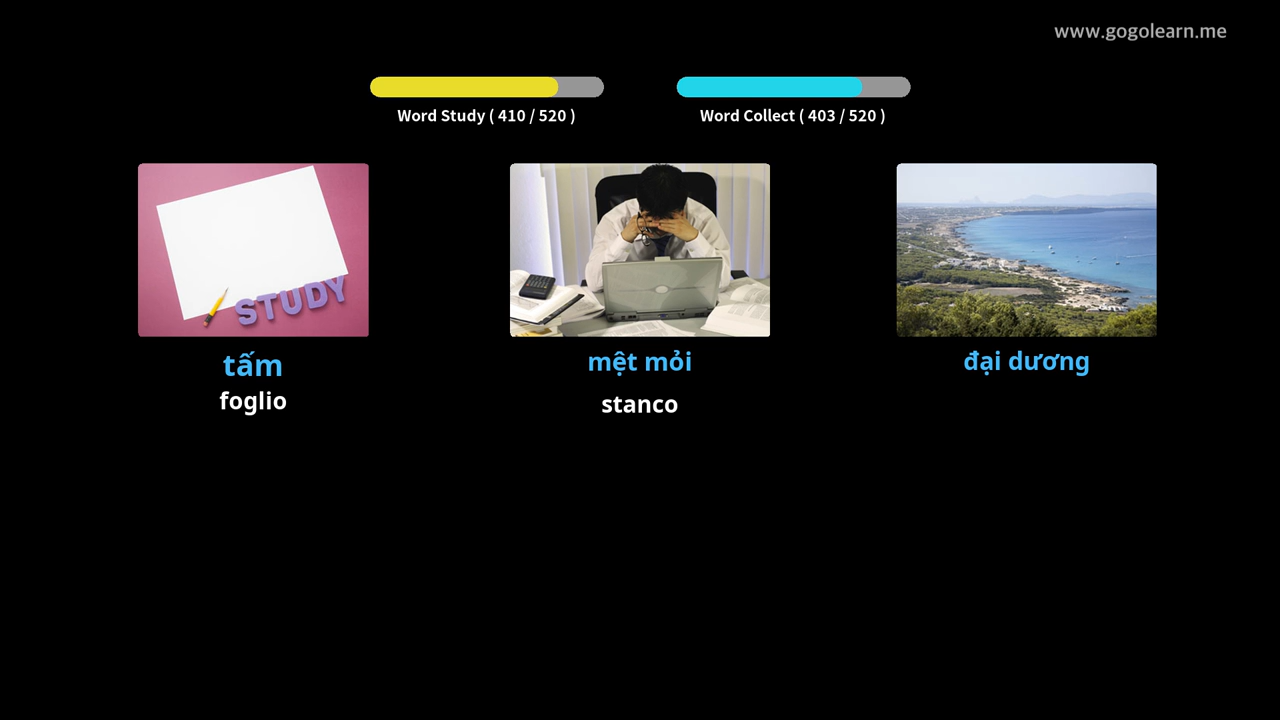 www.gogolearn.me
Word Study ( 410 / 520 )
Word Collect ( 403 / 520 )
STUDY
tấm
foglio
mệt mỏi
stanco
đại dương